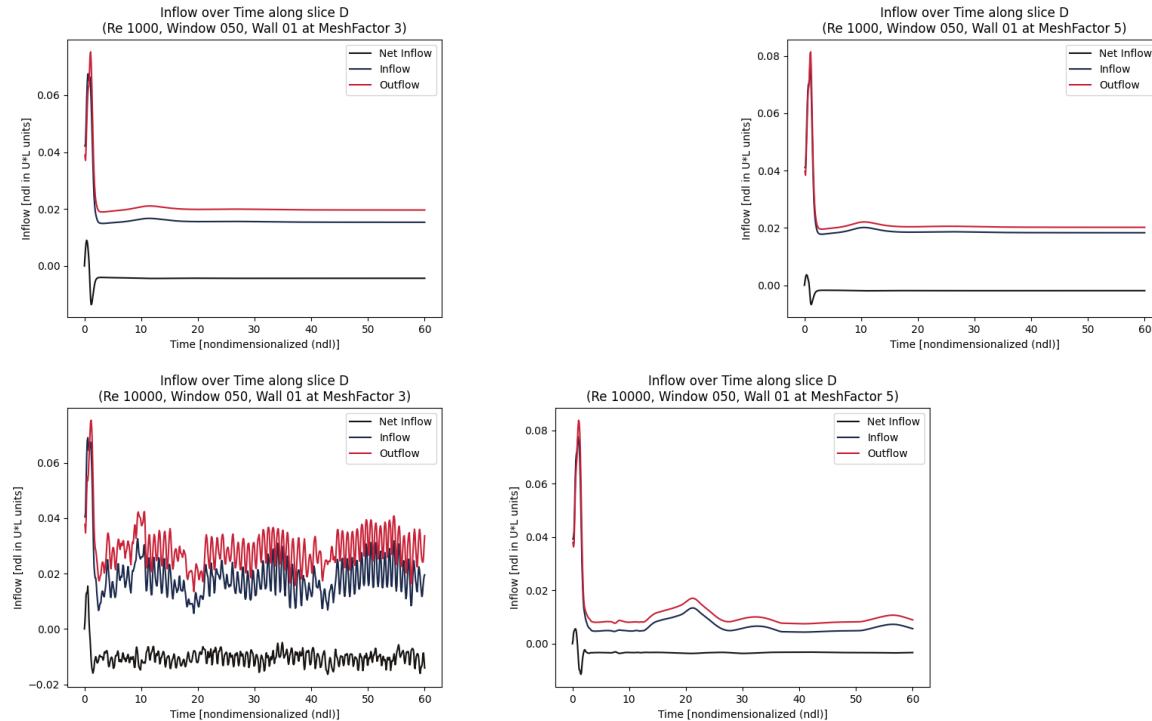 Inflow over Time along slice D
(Re 1000, Window 050, Wall 01 at MeshFactor 3)
Net Inflow
Inflow
Outflow
0.06
0.04
0.02
0.00
Inflow [ndl in U*L units]
0 10 20 30 40 50 60
Time [nondimensionalized (ndl)]
Inflow over Time along slice D
(Re 1000, Window 050, Wall 01 at MeshFactor 5)
Net Inflow
Inflow
Outflow
0.08
0.06
0.04
0.02
0.00
Inflow [ndl in U*L units]
0 10 20 30 40 50 60
Time [nondimensionalized (ndl)]
Inflow over Time along slice D
(Re 10000, Window 050, Wall 01 at MeshFactor 3)
Net Inflow
Inflow
Outflow
0.06
0.04
0.02
0.00
−0.02
Inflow [ndl in U*L units]
0 10 20 30 40 50 60
Time [nondimensionalized (ndl)]
Inflow over Time along slice D
(Re 10000, Window 050, Wall 01 at MeshFactor 5)
Net Inflow
Inflow
Outflow
0.08
0.06
0.04
0.02
0.00
Inflow [ndl in U*L units]
0 10 20 30 40 50 60
Time [nondimensionalized (ndl)]